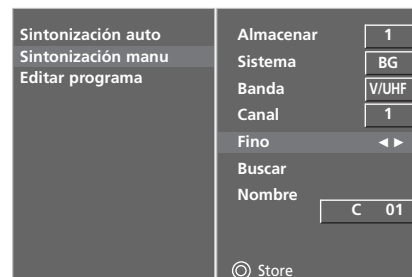 Sintonización auto
Sintonización manu
Editar programa
Almacenar 1
Sistema BG
Banda V/UHF
Canal 1
Fino ◄ ►
Buscar
Nombre
C 01
Store